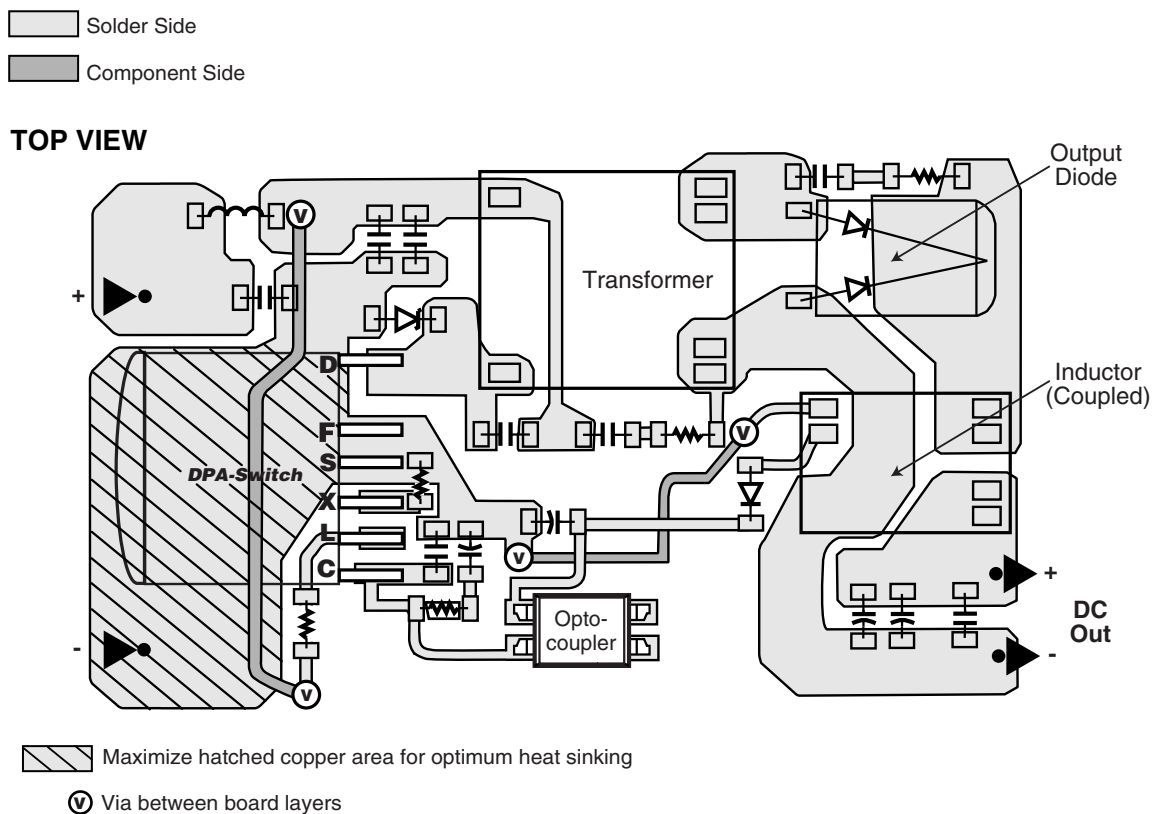 Solder Side
Component Side
TOP VIEW
Output
Diode
V
Transformer
+
D
Inductor
(Coupled)
F
V
S
DPA-Switch
X
L
V
C
+
DC
Out
Opto-
coupler
-
-
V
Maximize hatched copper area for optimum heat sinking
V Via between board layers